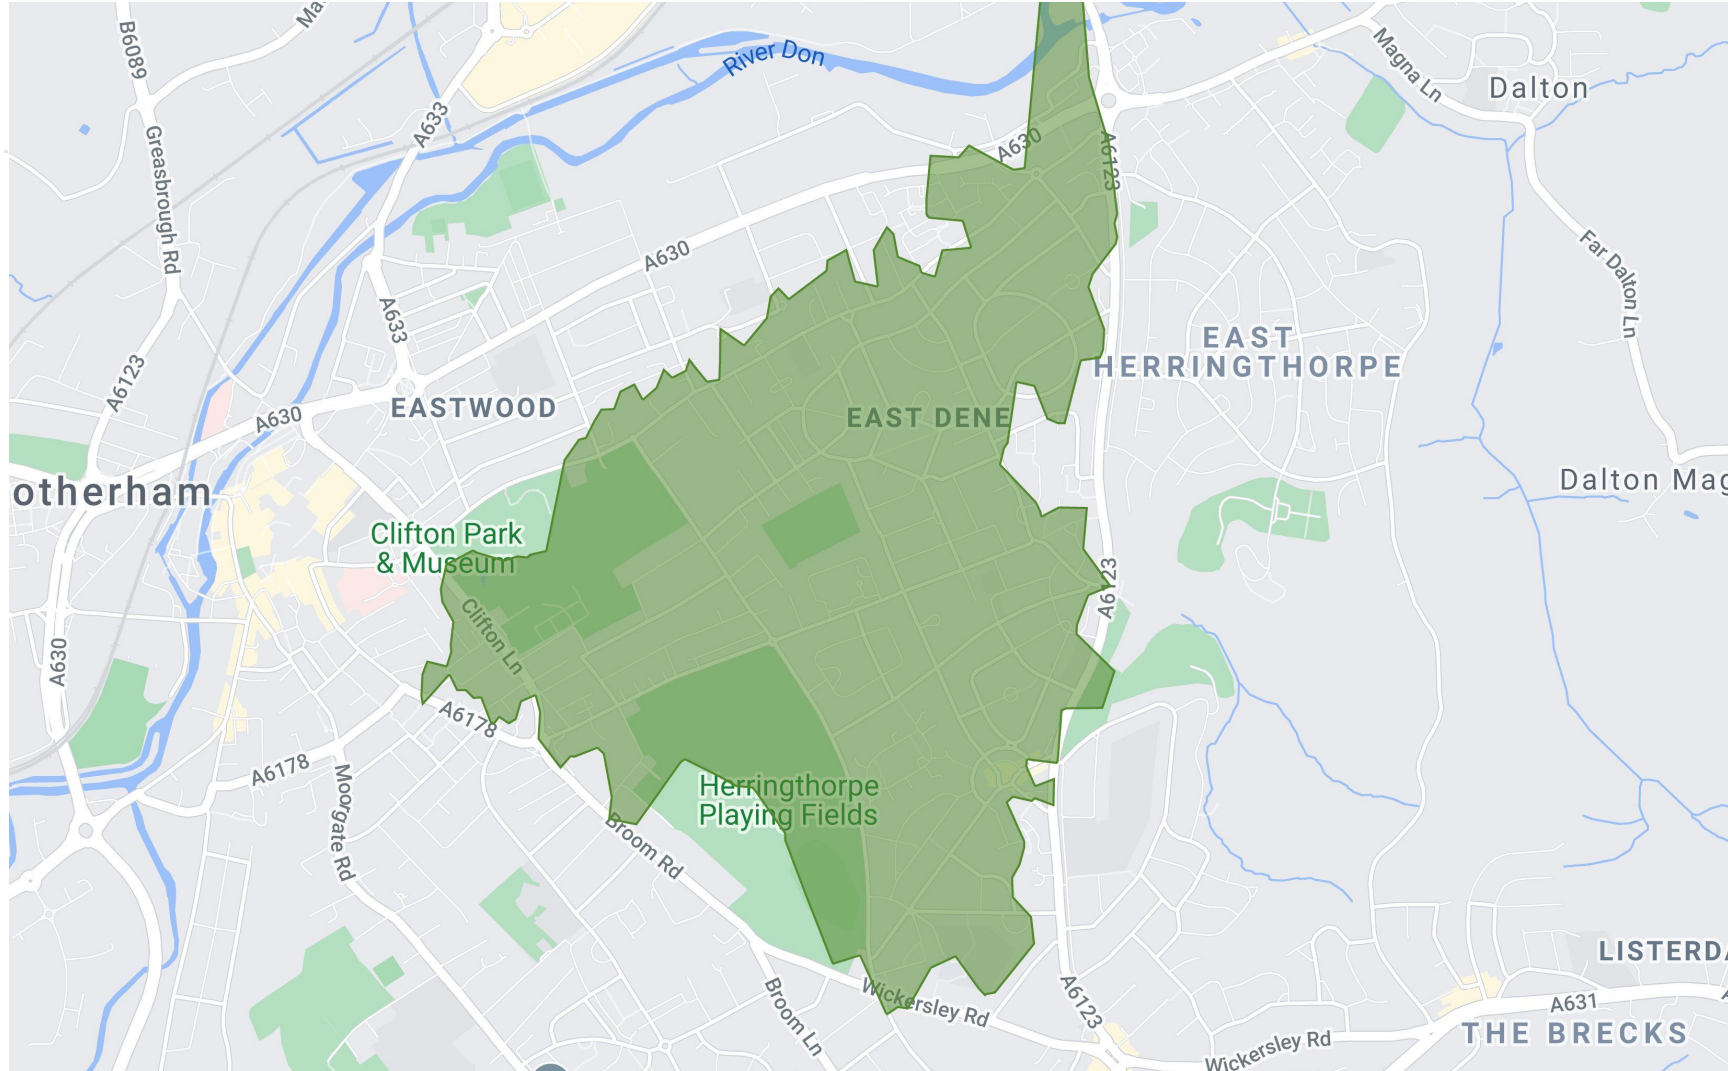 B6089
Ma
River Don
Magna Ln
Dalton
A633
Greasbrough Rd
A630
A6123
A630
Far Dalton Ln
A633
EAST
HERRINGTHORPE
A6123
EASTWOOD
A630
EAST DENE
otherham
Dalton Mag
Clifton Park
& Museum
A6123
Clifton Ln
A630
A6178
A6178
Moorgate Rd
Herringthorpe
Playing Fields
Broom Rd
LISTERDA
Wickersley Rd
A6123
Broom Ln
A631
A
THE BRECKS
Wickersley Rd